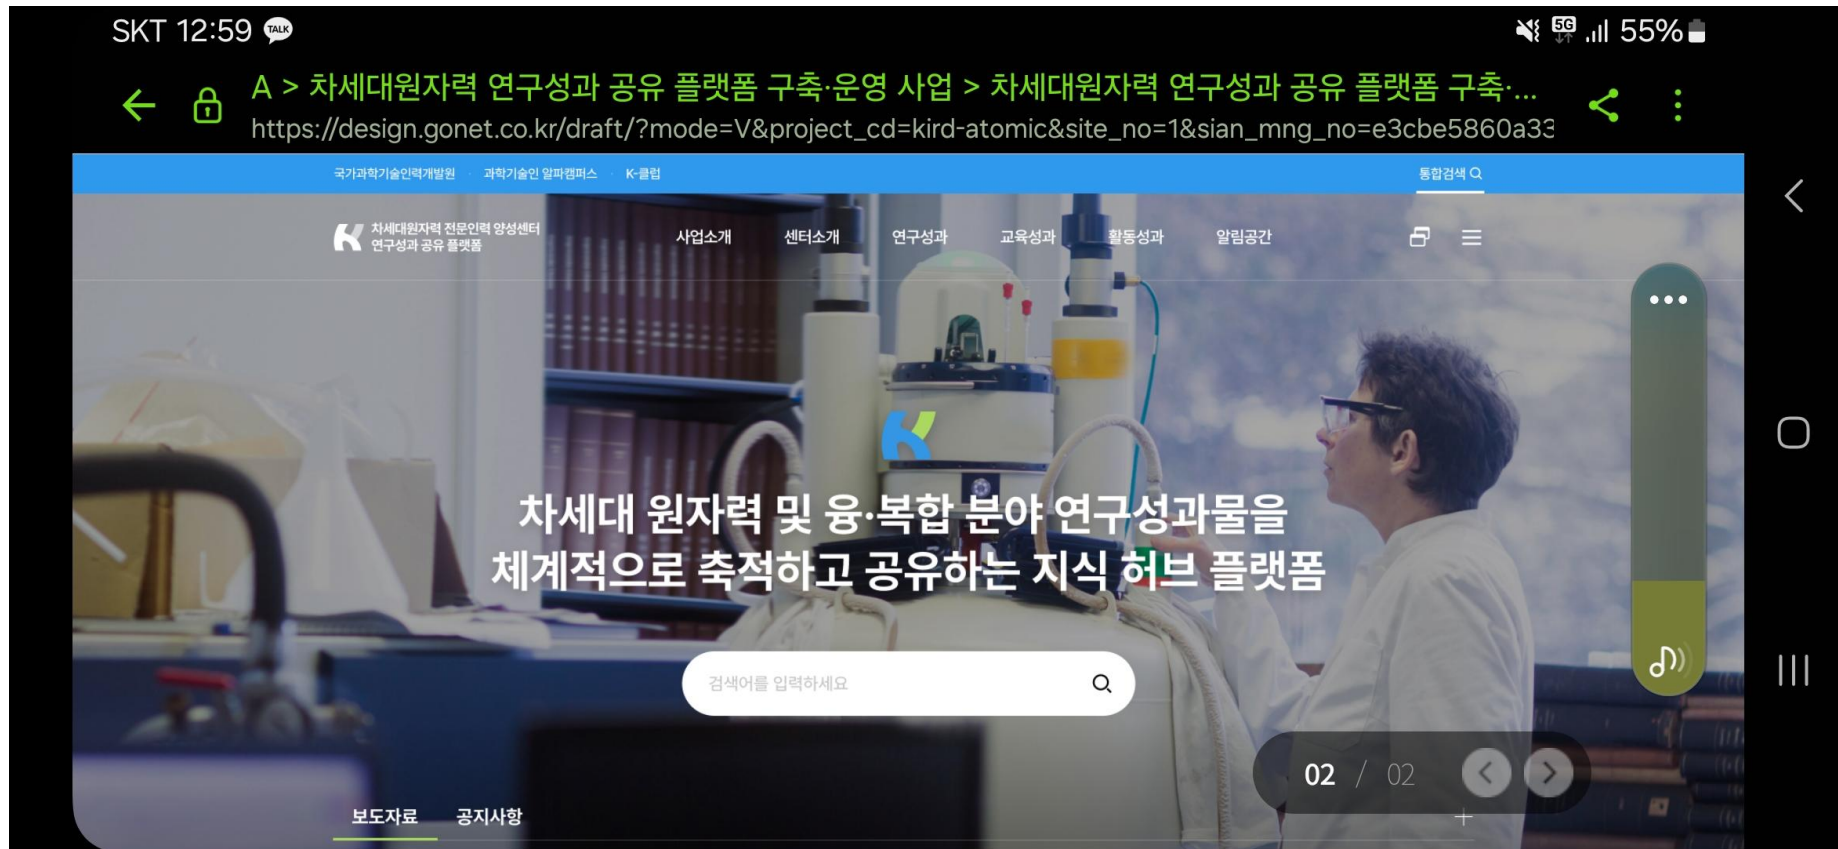 SKT 12:59 TALK
5G 55%
A > 차세대원자력 연구성과 공유 플랫폼 구축·운영 사업 > 차세대원자력 연구성과 공유 플랫폼 구축·...
https://design.gonet.co.kr/draft/?mode=V&project_cd=kird-atomic&site_no=1&sian_mng_no=e3cbe5860a33
국가과학기술인력개발원 · 과학기술인 알파캠퍼스 · K-클럽
통합검색
차세대원자력 전문인력 양성센터
연구성과 공유 플랫폼
사업소개 센터소개 연구성과 교육성과 활동성과 알림공간
차세대 원자력 및 융·복합 분야 연구성과물을
체계적으로 축적하고 공유하는 지식 허브 플랫폼
검색어를 입력하세요
02 / 02
보도자료 공지사항